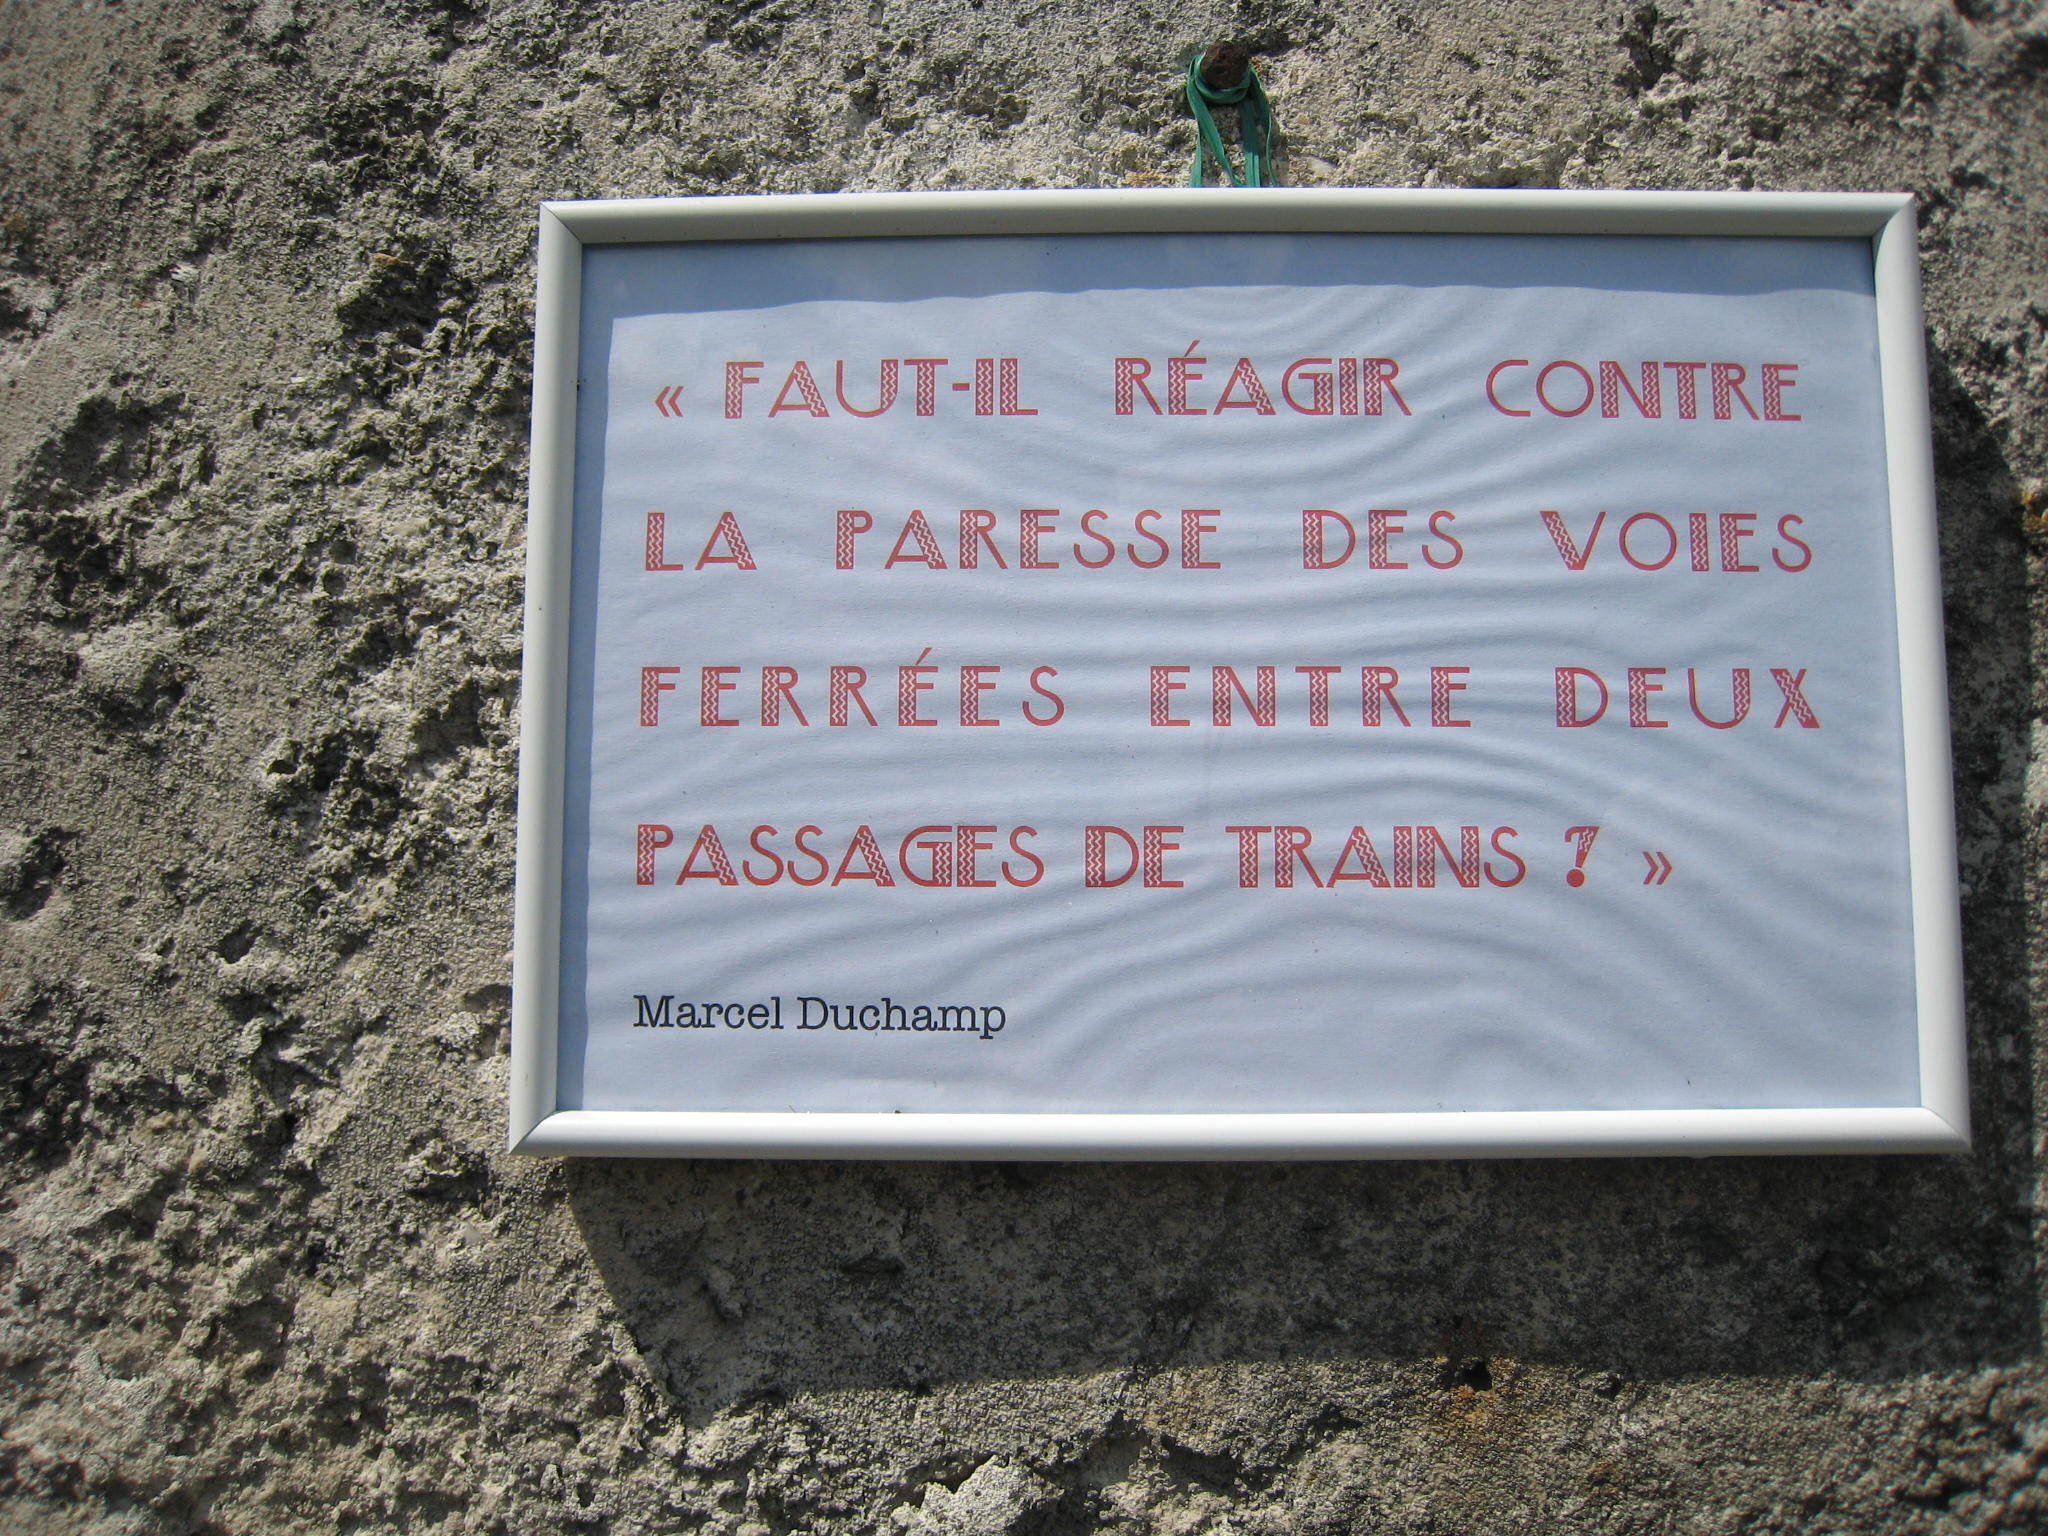 « FAUT-IL RÉAGIR CONTRE
LA PARESSE DES VOIES
FERRÉES ENTRE DEUX
PASSAGES DE TRAINS ? »
Marcel Duchamp